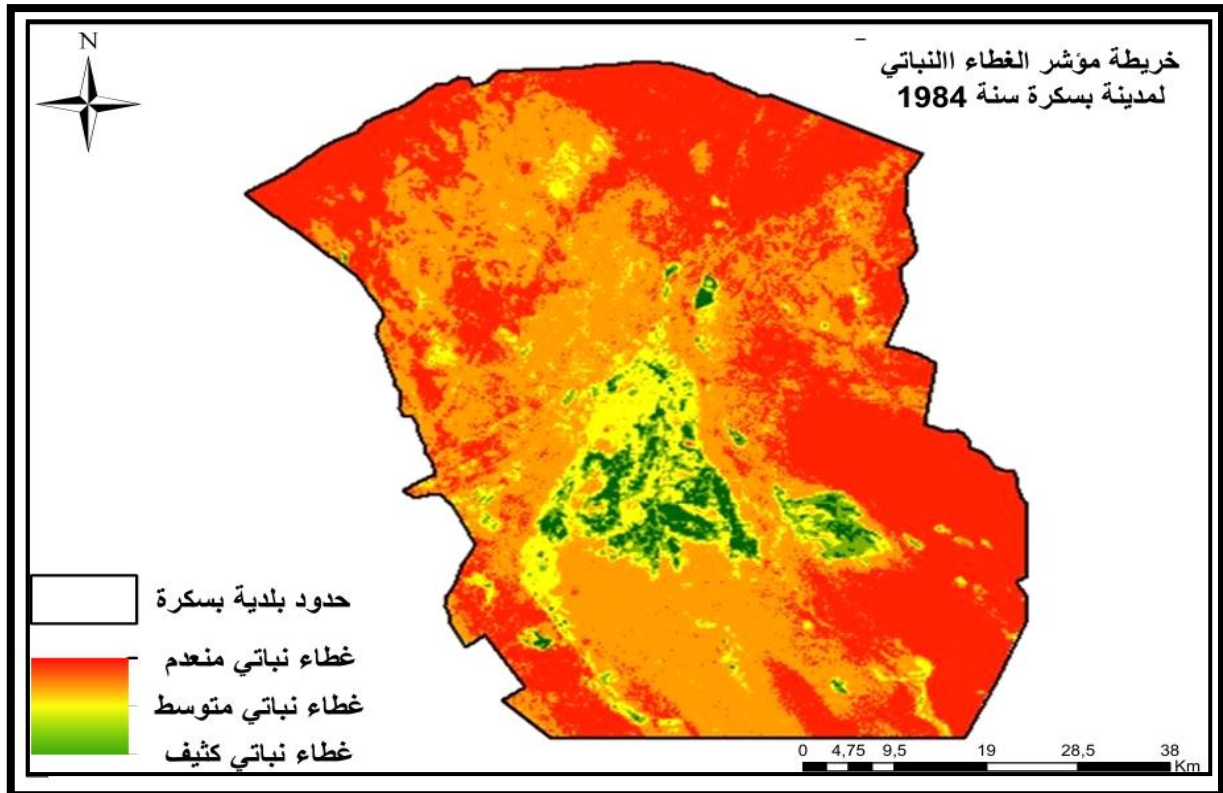 N
خريطة مؤشر الغطاء االنباتي
لمدينة بسكرة سنة 1984
حدود بلدية بسكرة
غطاء نباتي منعدم
غطاء نباتي متوسط
غطاء نباتي كثيف
0 4,75 9,5 19 28,5 38
Km